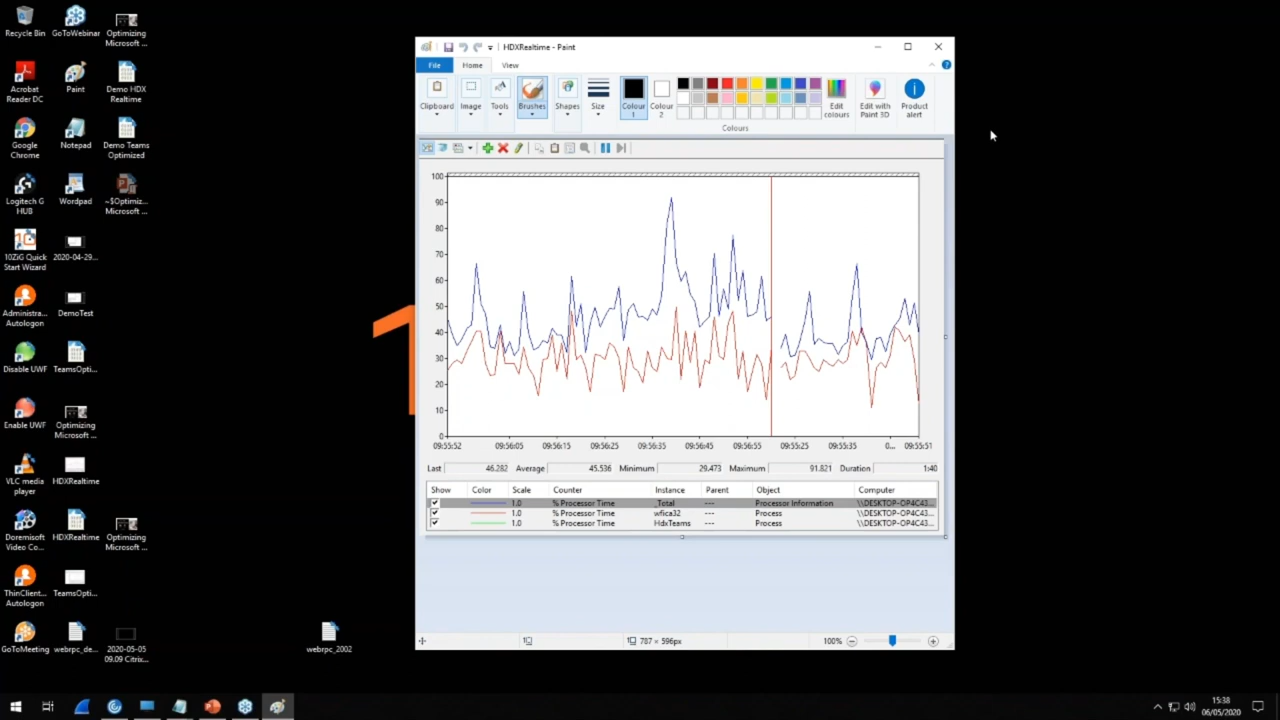 Recycle Bin
GoToWebinar
Optimizing
Microsoft ...
Acrobat
Reader DC
Paint
Demo HDX
Realtime
Google
Chrome
Notepad
Demo Teams
Optimized
Logitech G
HUB
Wordpad
~$Optimiz...
Microsoft ...
10ZiG Quick
Start Wizard
2020-04-29...
Administra...
Autologon
DemoTest
Disable UWF
TeamsOpti...
Enable UWF
Optimizing
Microsoft ...
VLC media
player
HDXRealtime
Doremisoft
Video Co...
HDXRealtime
Optimizing
Microsoft ...
ThinClient...
Autologon
TeamsOpti...
GoToMeeting
webrpc_de...
2020-05-05
09.09 Citrix...
webrpc_2002
HDXRealtime - Paint
File Home View
Clipboard Image Tools Brushes Shapes Size
Colour
1
Colour
2
Edit
colours
Edit with
Paint 3D
Product
alert
Colours
100
90
80
70
60
50
40
30
20
10
0
09:55:52 09:56:05 09:56:15 09:56:25 09:56:35 09:56:45 09:56:55 09:55:25 09:55:35 0... 09:55:51
Last 46.282 Average 45.536 Minimum 29.473 Maximum 91.821 Duration 1:40
Show Color Scale Counter Instance Parent Object Computer
1.0 % Processor Time _Total --- Processor Information \\DESKTOP-OP4C43...
1.0 % Processor Time wfica32 --- Process \\DESKTOP-OP4C43...
1.0 % Processor Time HdxTeams --- Process \\DESKTOP-OP4C43...
787 × 596px 100%
15:38
06/05/2020